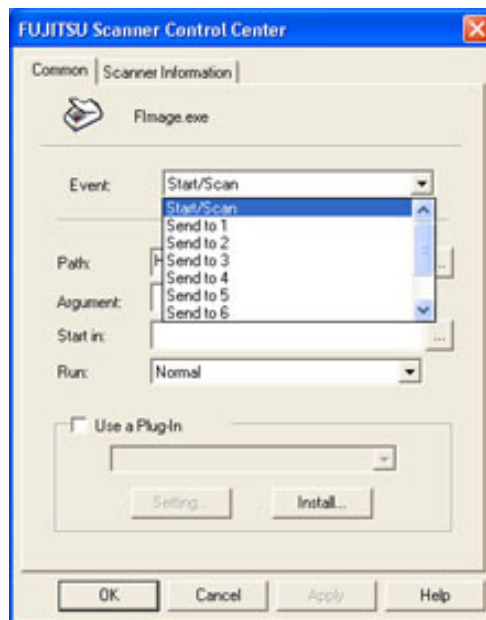 FUJITSU Scanner Control Center
Common Scanner Information
FImage.exe
Event: Start/Scan
Start/Scan
Send to 1
Send to 2
Path: H Send to 3 ...
Send to 4
Argument: Send to 5
Send to 6
Start in: ...
Run: Normal
Use a Plug-In
Setting... Install...
OK Cancel Apply Help